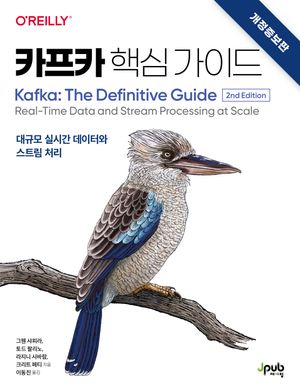 O'REILLY®
개정증보판
카프카 핵심 가이드
Kafka: The Definitive Guide 2nd Edition
Real-Time Data and Stream Processing at Scale
대규모 실시간 데이터와
스트림 처리
그웬 샤피라,
토드 팔리노,
라지니 시바람,
크리트 페티 지음
이동진 옮김
Jpub
제이펍